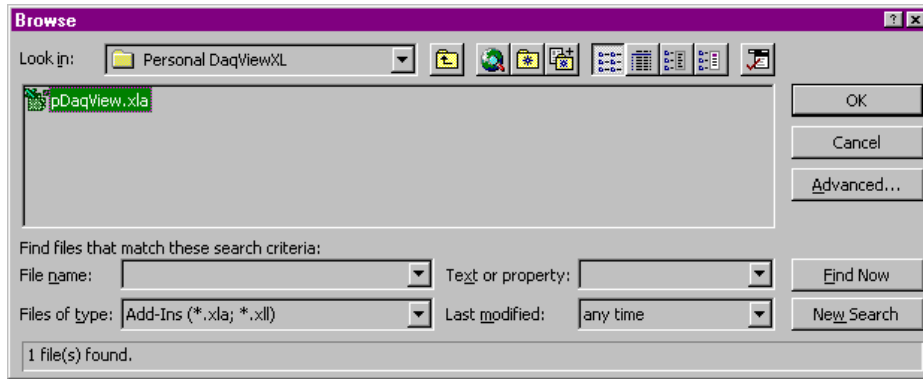 Browse
Look in: Personal DaqViewXL
pDaqView.xla
OK
Cancel
Advanced...
Find files that match these search criteria:
File name: Text or property: Find Now
Files of type: Add-Ins (*.xla; *.xll) Last modified: any time New Search
1 file(s) found.